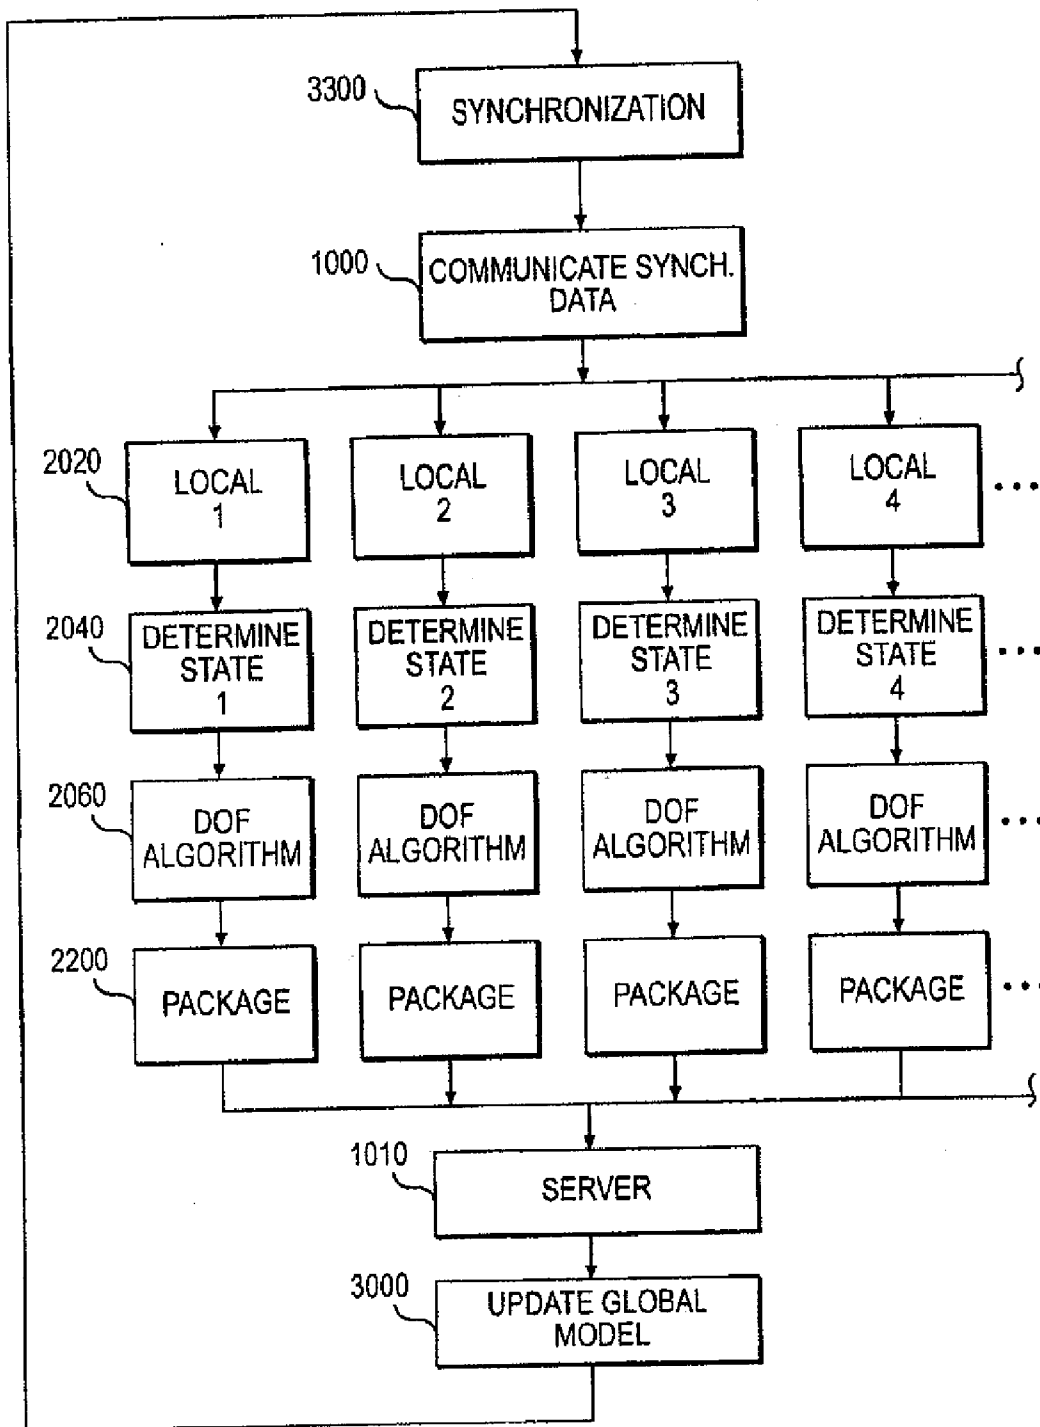 3300
SYNCHRONIZATION
1000
COMMUNICATE SYNCH.
DATA
2020
LOCAL
1
LOCAL
2
LOCAL
3
LOCAL
4
...
2040
DETERMINE
STATE
1
DETERMINE
STATE
2
DETERMINE
STATE
3
DETERMINE
STATE
4
...
2060
DOF
ALGORITHM
DOF
ALGORITHM
DOF
ALGORITHM
DOF
ALGORITHM
...
2200
PACKAGE
PACKAGE
PACKAGE
PACKAGE
...
1010
SERVER
3000
UPDATE GLOBAL
MODEL